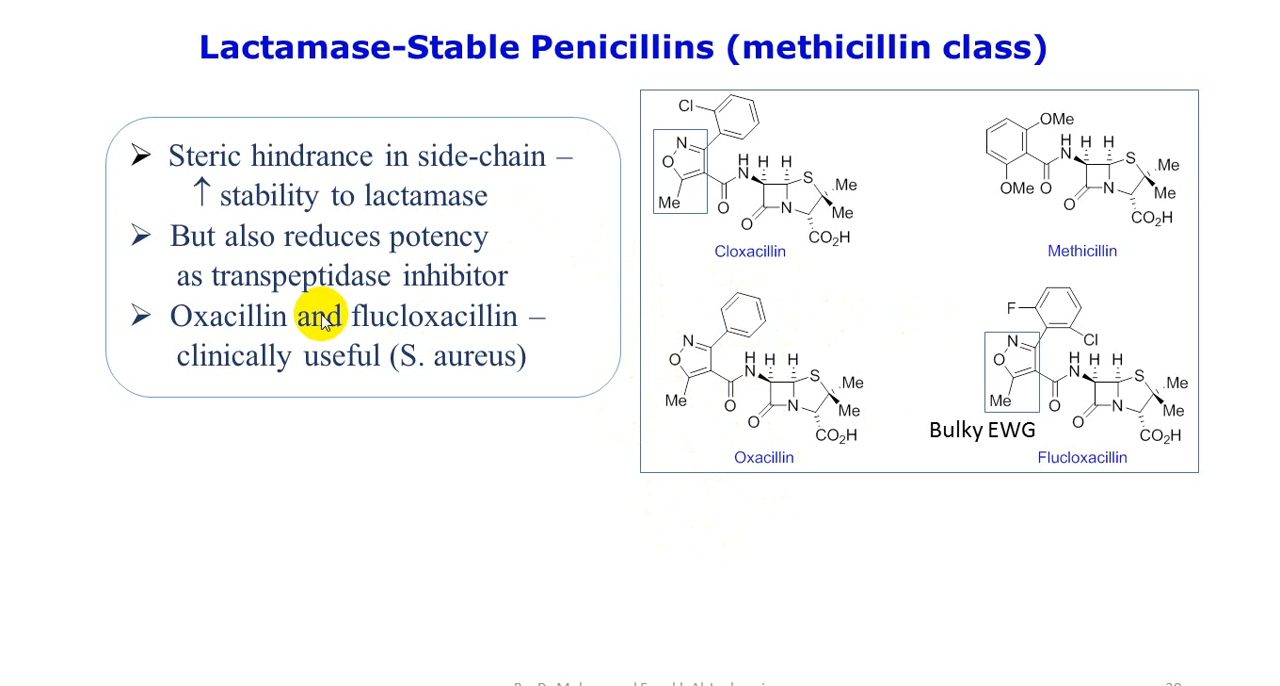 Lactamase-Stable Penicillins (methicillin class)
➢ Steric hindrance in side-chain –
↑ stability to lactamase
➢ But also reduces potency
as transpeptidase inhibitor
➢ Oxacillin and flucloxacillin –
clinically useful (S. aureus)
Cl
N
O
Me
O
H
N
H
H
S
Me
Me
N
O
CO₂H
Cloxacillin
OMe
OMe
O
H
N
H
H
S
Me
Me
N
O
CO₂H
Methicillin
N
O
Me
O
H
N
H
H
S
Me
Me
N
O
CO₂H
Oxacillin
F
Cl
N
O
Me
O
H
N
H
H
S
Me
Me
N
O
CO₂H
Bulky EWG
Flucloxacillin